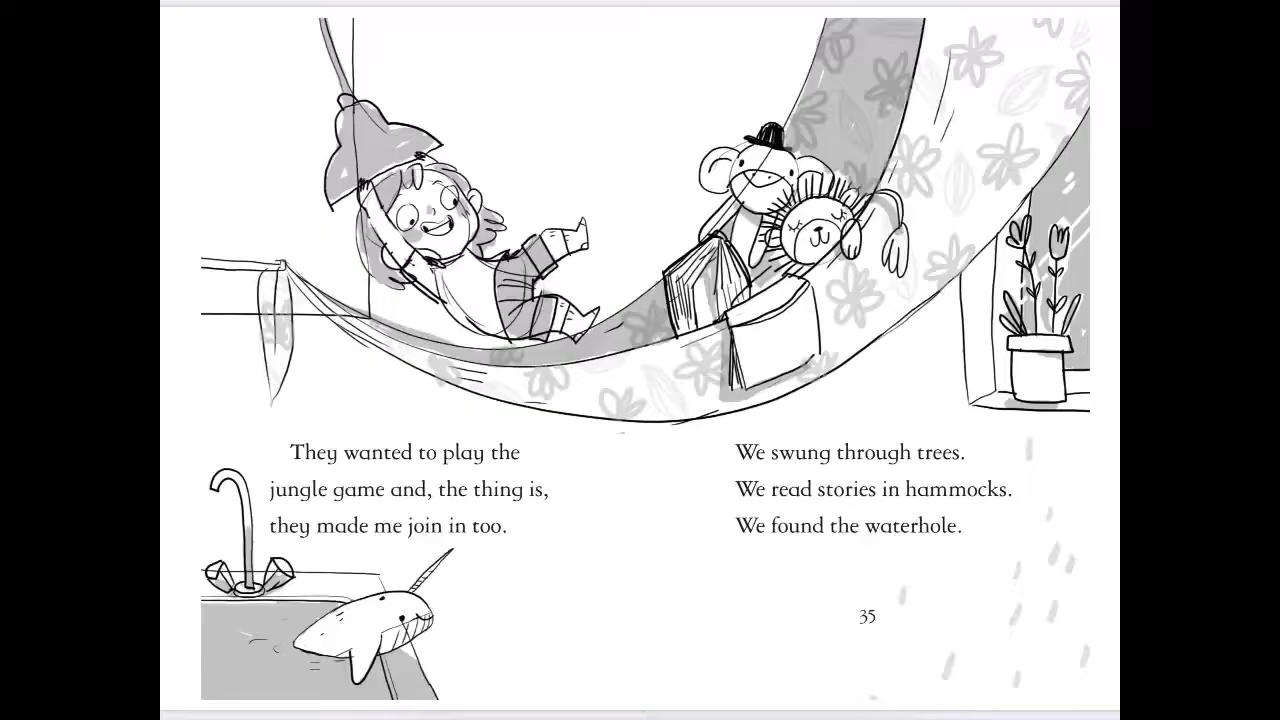 They wanted to play the
jungle game and, the thing is,
they made me join in too.
We swung through trees.
We read stories in hammocks.
We found the waterhole.
35